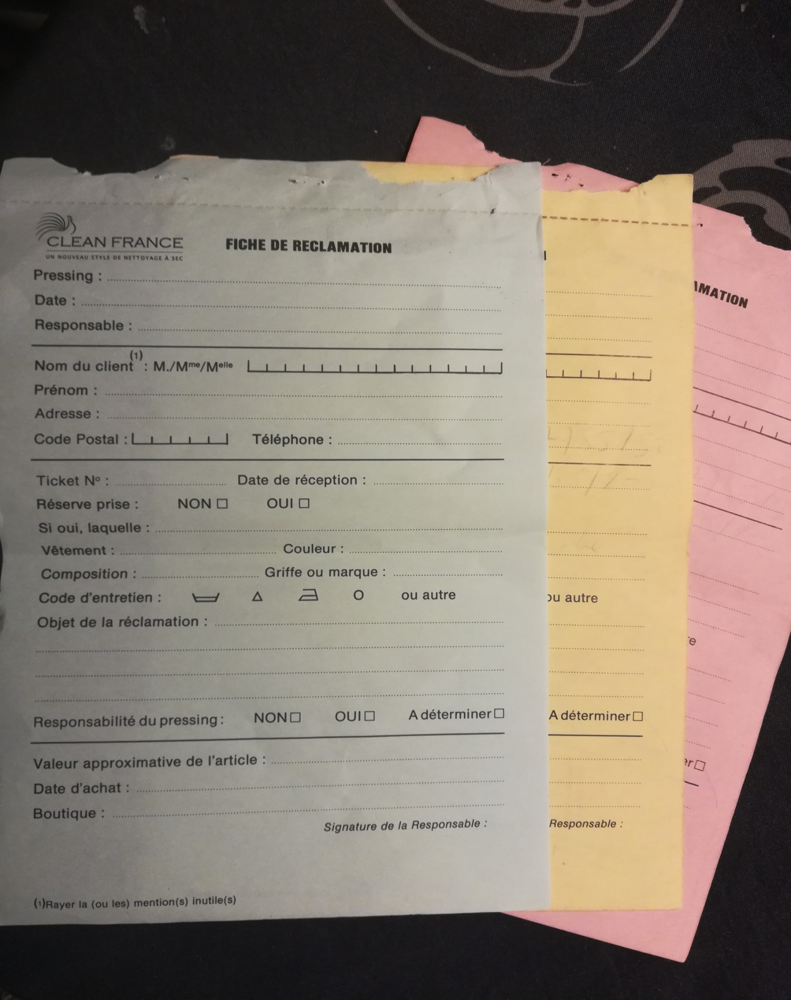 CLEAN FRANCE
UN NOUVEAU STYLE DE NETTOYAGE À SEC
FICHE DE RECLAMATION
Pressing :
Date :
Responsable :
Nom du client(1) : M./Mme/Melle
Prénom :
Adresse :
Code Postal : Téléphone :
Ticket No : Date de réception :
Réserve prise : NON OUI
Si oui, laquelle :
Vêtement : Couleur :
Composition : Griffe ou marque :
Code d'entretien : ou autre
Objet de la réclamation :
Responsabilité du pressing : NON OUI A déterminer
Valeur approximative de l'article :
Date d'achat :
Boutique :
Signature de la Responsable :
(1)Rayer la (ou les) mention(s) inutile(s)
ou autre
A déterminer
Responsable :
AMATION
re
er